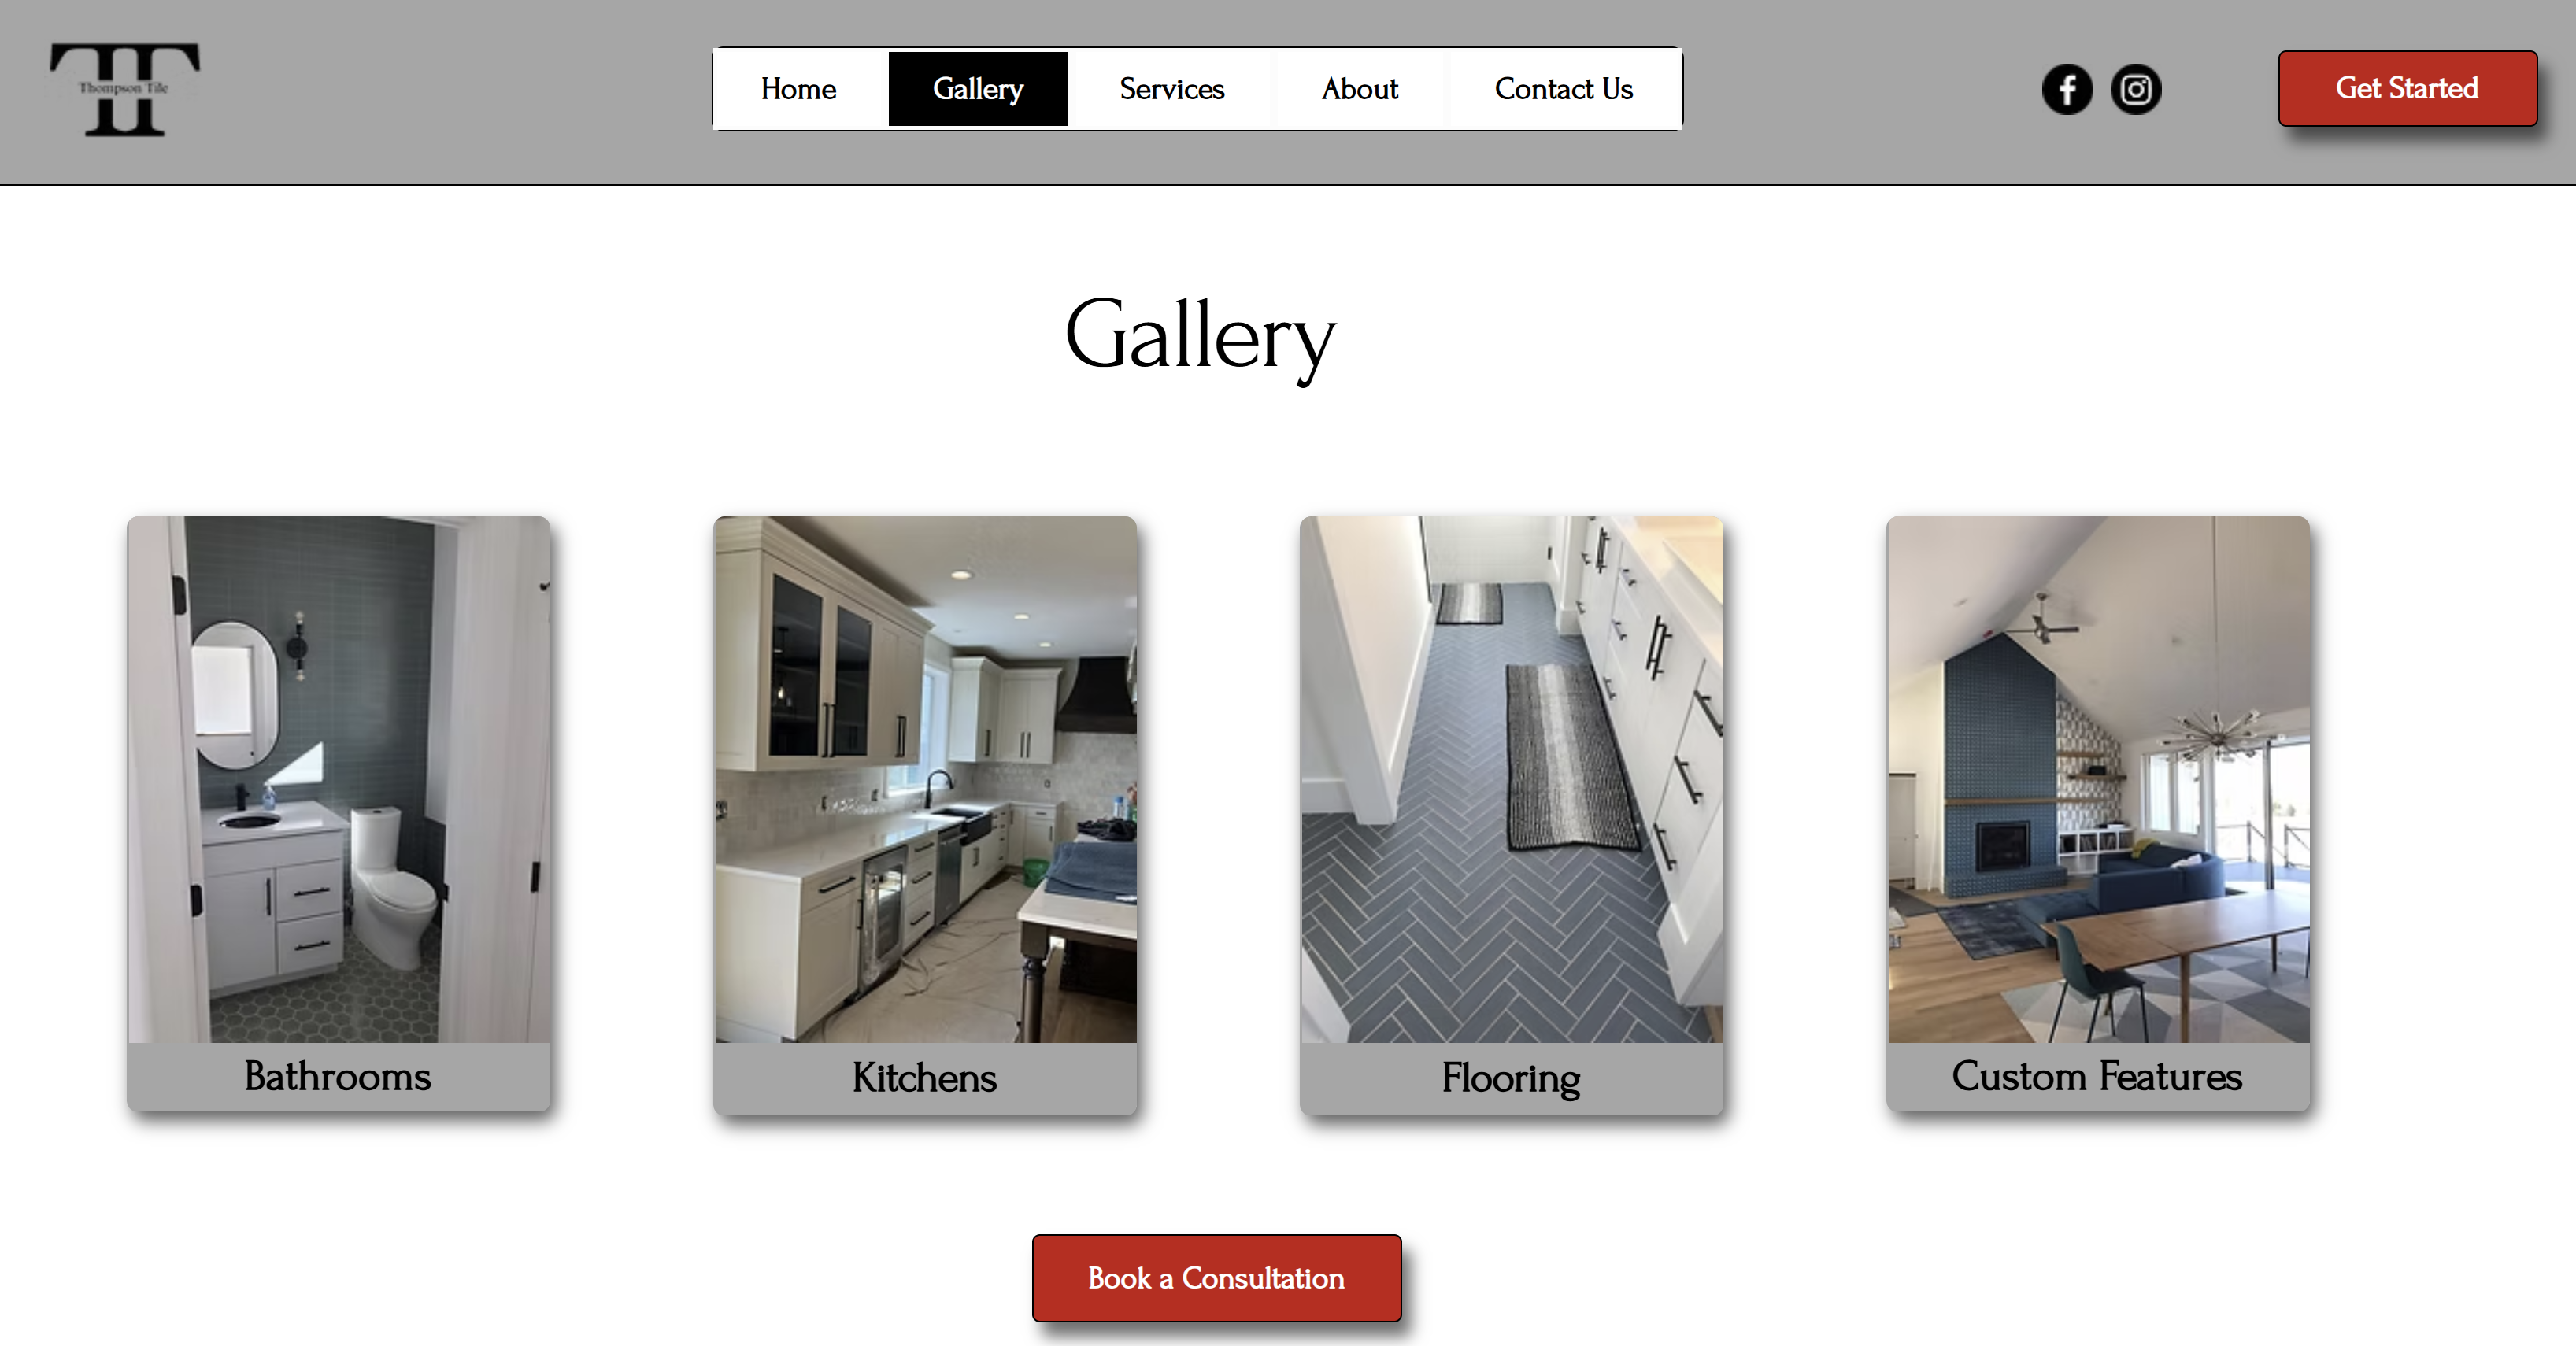 Thompson Tile
Home
Gallery
Services
About
Contact Us
Get Started
Gallery
Bathrooms
Kitchens
Flooring
Custom Features
Book a Consultation